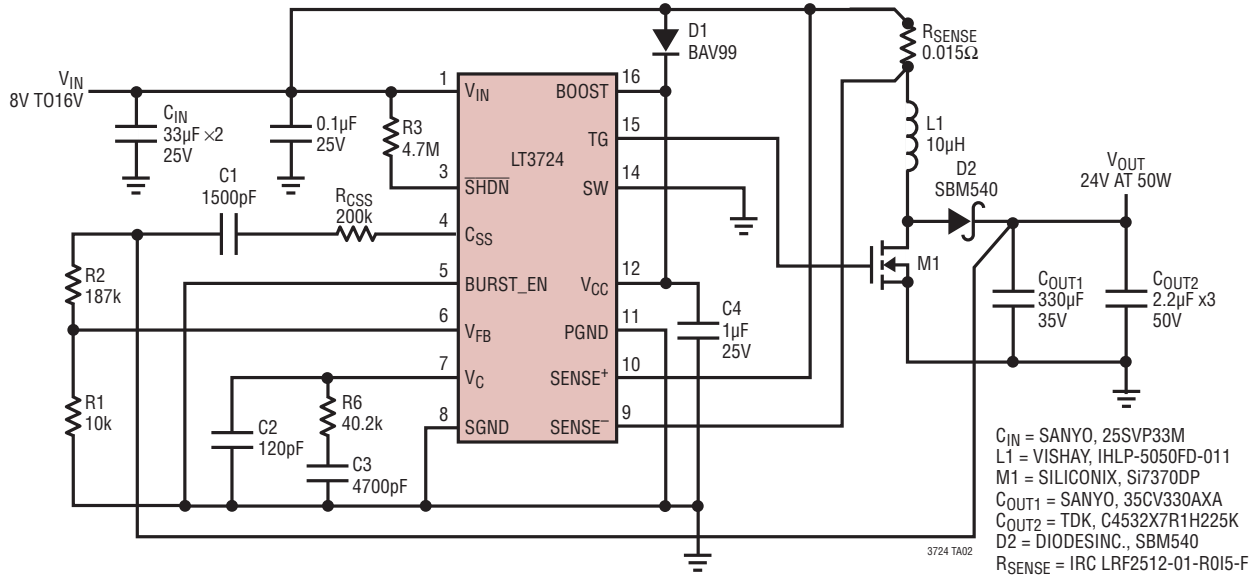 D1
BAV99
RSENSE
0.015Ω
VIN
8V TO16V
CIN
33µF ×2
25V
0.1µF
25V
R3
4.7M
C1
1500pF
RCSS
200k
R2
187k
R1
10k
C2
120pF
R6
40.2k
C3
4700pF
1
3
4
5
6
7
8
VIN
SHDN
CSS
BURST_EN
VFB
VC
SGND
LT3724
BOOST
TG
SW
VCC
PGND
SENSE+
SENSE–
16
15
14
12
11
10
9
C4
1µF
25V
L1
10µH
D2
SBM540
M1
VOUT
24V AT 50W
COUT1
330µF
35V
COUT2
2.2µF x3
50V
CIN = SANYO, 25SVP33M
L1 = VISHAY, IHLP-5050FD-011
M1 = SILICONIX, Si7370DP
COUT1 = SANYO, 35CV330AXA
COUT2 = TDK, C4532X7R1H225K
D2 = DIODESINC., SBM540
RSENSE = IRC LRF2512-01-R0I5-F
3724 TA02